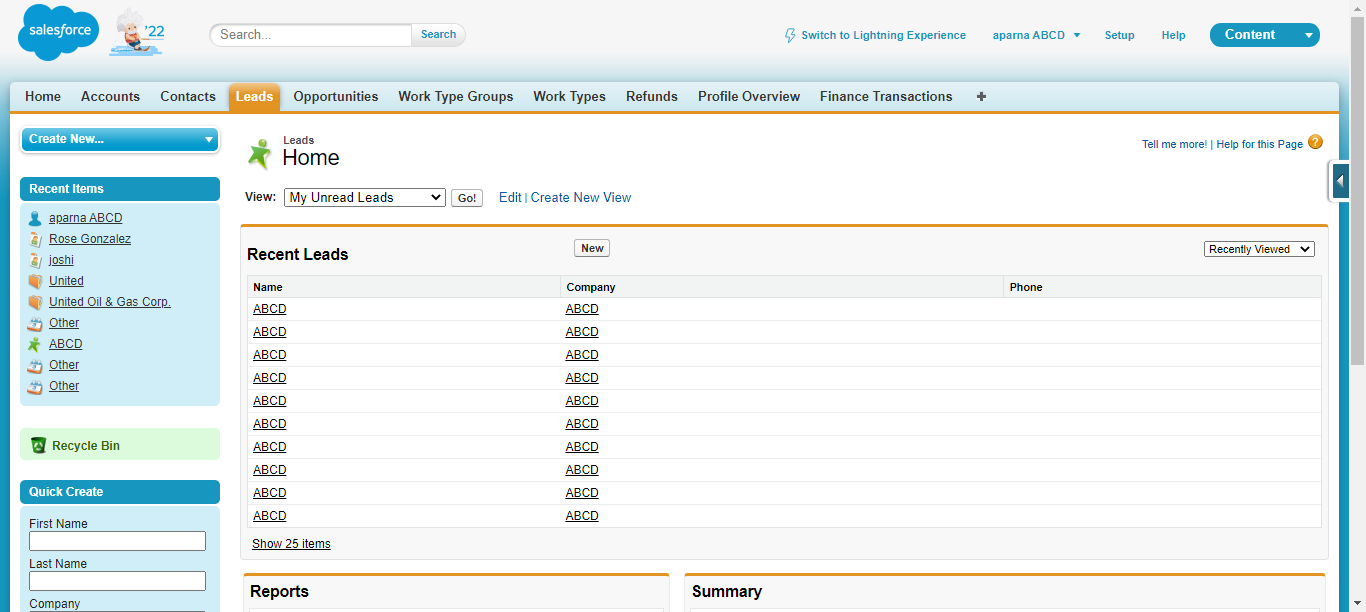 salesforce
'22
Search...
Search
Switch to Lightning Experience
aparna ABCD
Setup
Help
Content
Home
Accounts
Contacts
Leads
Opportunities
Work Type Groups
Work Types
Refunds
Profile Overview
Finance Transactions
+
Create New...
Recent Items
aparna ABCD
Rose Gonzalez
joshi
United
United Oil & Gas Corp.
Other
ABCD
Other
Other
Recycle Bin
Quick Create
First Name
Last Name
Company
Leads
Home
Tell me more! | Help for this Page
View: My Unread Leads Go! Edit | Create New View
Recent Leads New Recently Viewed
Name Company Phone
ABCD ABCD
ABCD ABCD
ABCD ABCD
ABCD ABCD
ABCD ABCD
ABCD ABCD
ABCD ABCD
ABCD ABCD
ABCD ABCD
ABCD ABCD
Show 25 items
Reports
Summary